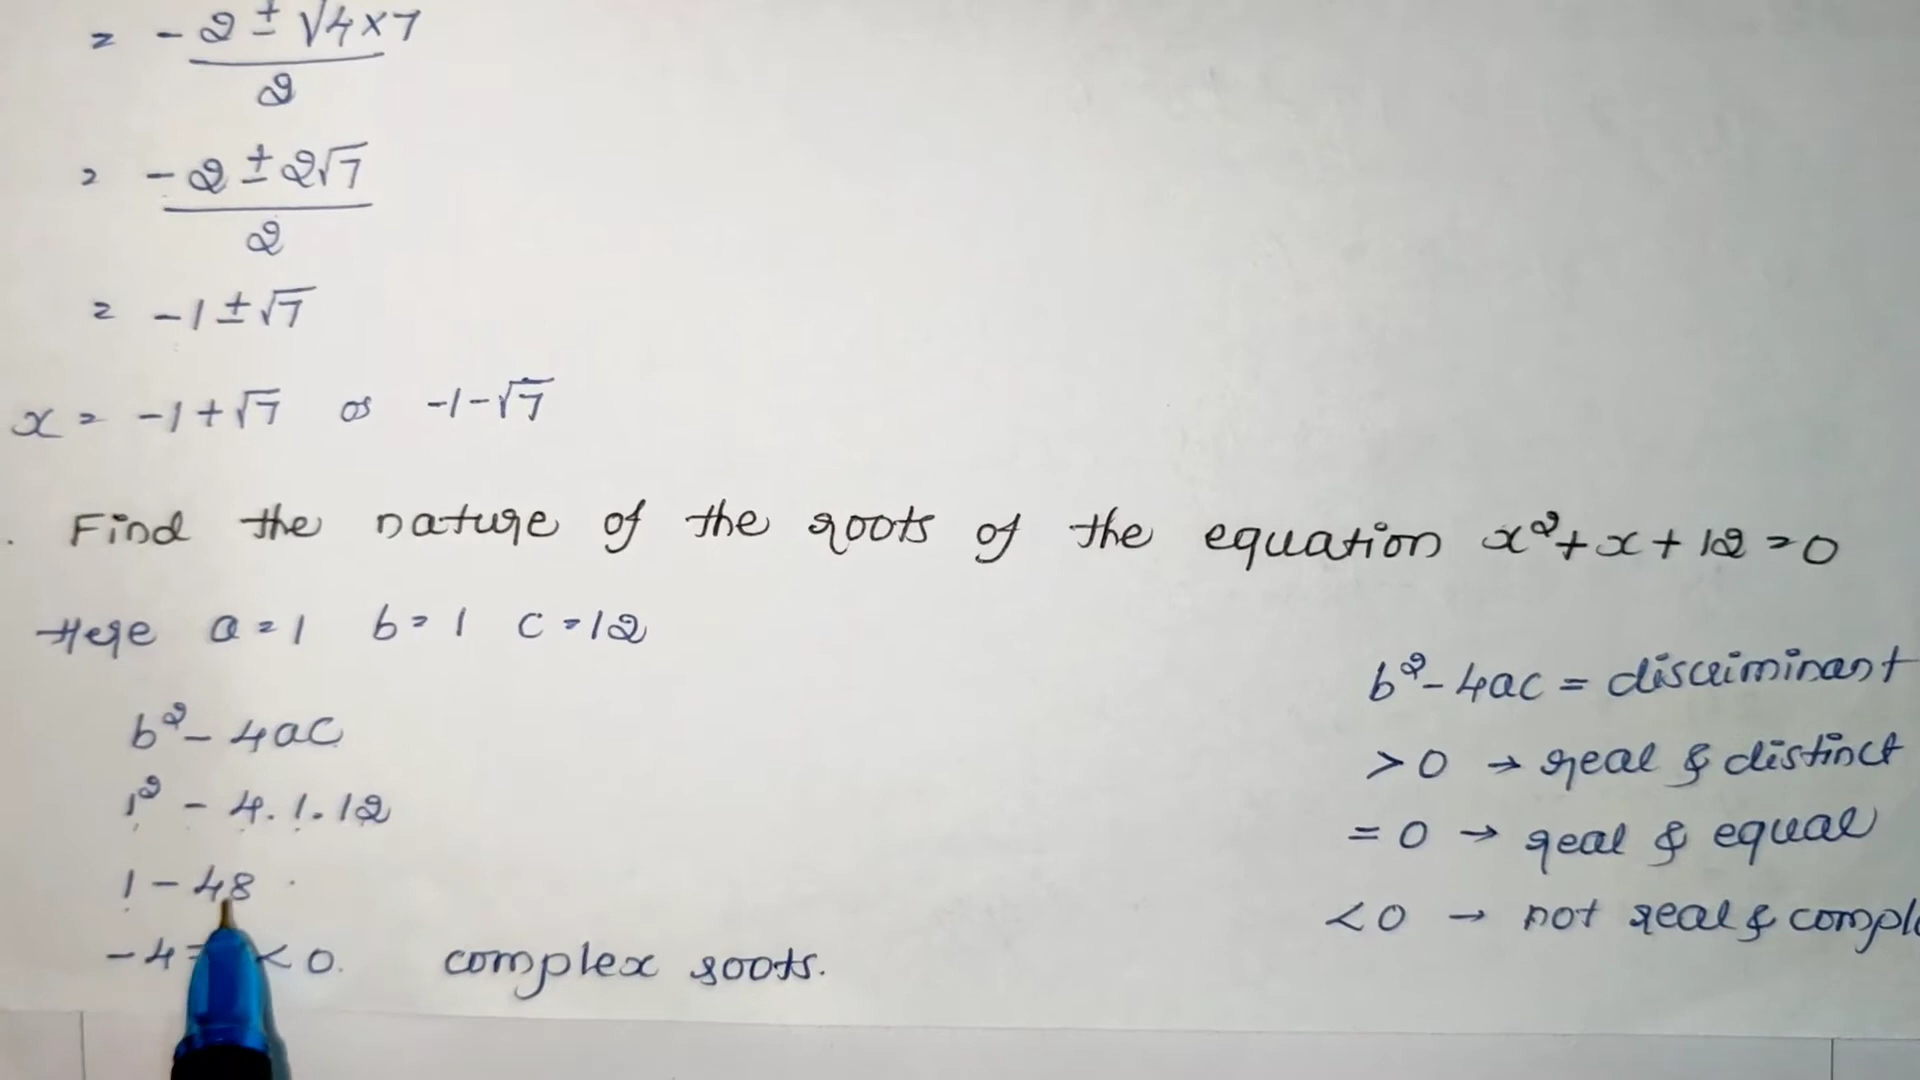 = -2 ± √4×7
2
= -2 ± 2√7
2
= -1 ± √7
x = -1+√7 or -1-√7
. Find the nature of the roots of the equation x²+x+12=0
Here a=1 b=1 c=12
b²-4ac
1² - 4.1.12
1-48
<0. complex roots.
b²-4ac = discriminant
>0 → real & distinct
=0 → real & equal
<0 → not real &